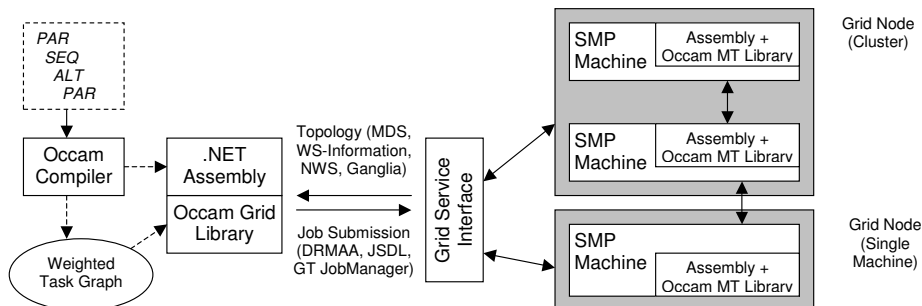 PAR
SEQ
ALT
PAR
Occam
Compiler
Weighted
Task Graph
.NET
Assembly
Occam Grid
Library
Topology (MDS,
WS-Information,
NWS, Ganglia)
Job Submission
(DRMAA, JSDL,
GT JobManager)
Grid Service
Interface
SMP
Machine
Assembly +
Occam MT Library
SMP
Machine
Assembly +
Occam MT Library
Grid Node
(Cluster)
SMP
Machine
Assembly +
Occam MT Library
Grid Node
(Single
Machine)